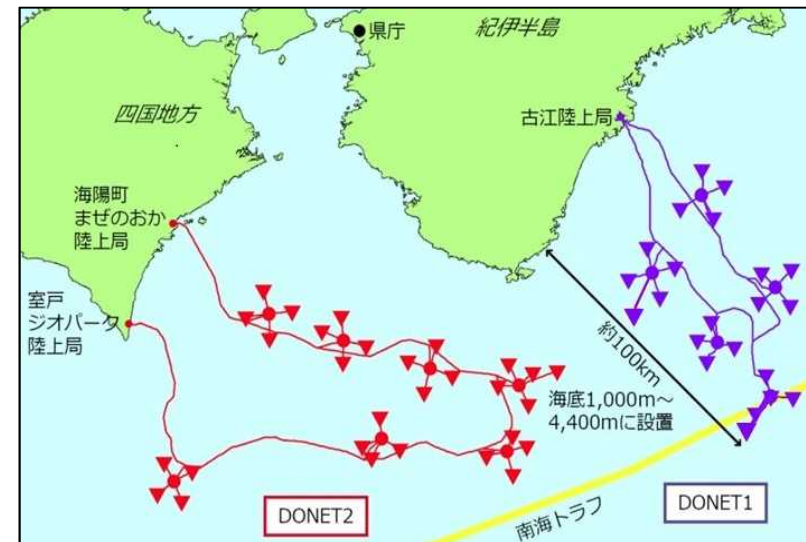 県庁
紀伊半島
四国地方
古江陸上局
海陽町
まぜのおか
陸上局
室戸
ジオパーク
陸上局
約100km
海底1,000m～
4,400mに設置
DONET2
DONET1
南海トラフ